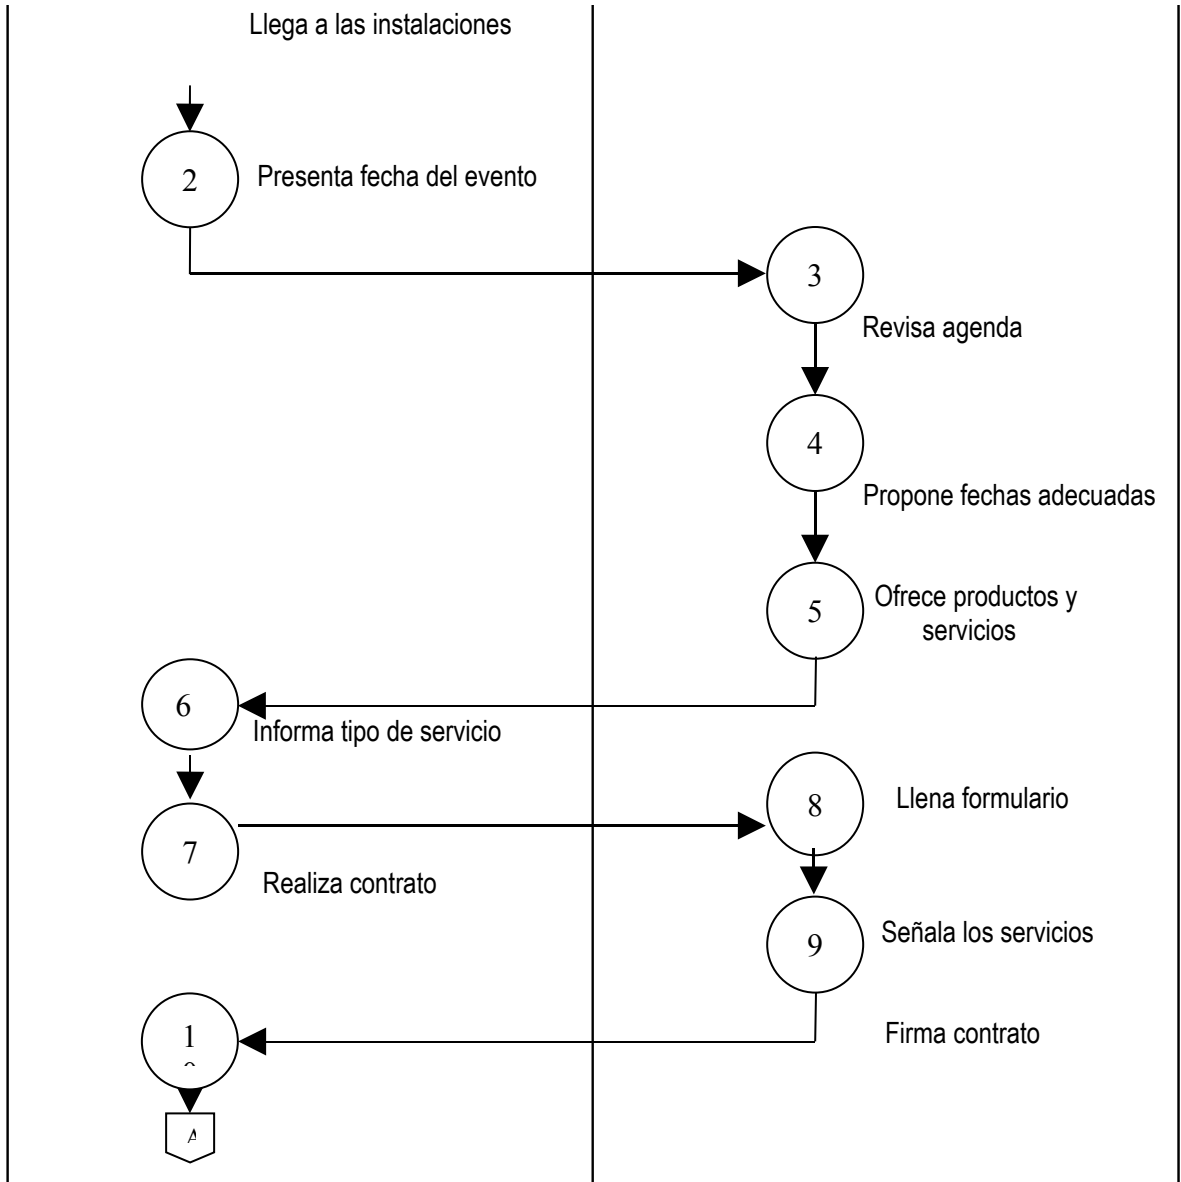 Llega a las instalaciones
2
Presenta fecha del evento
3
Revisa agenda
4
Propone fechas adecuadas
5
Ofrece productos y
servicios
6
Informa tipo de servicio
7
Realiza contrato
8
Llena formulario
9
Señala los servicios
1
Firma contrato
A